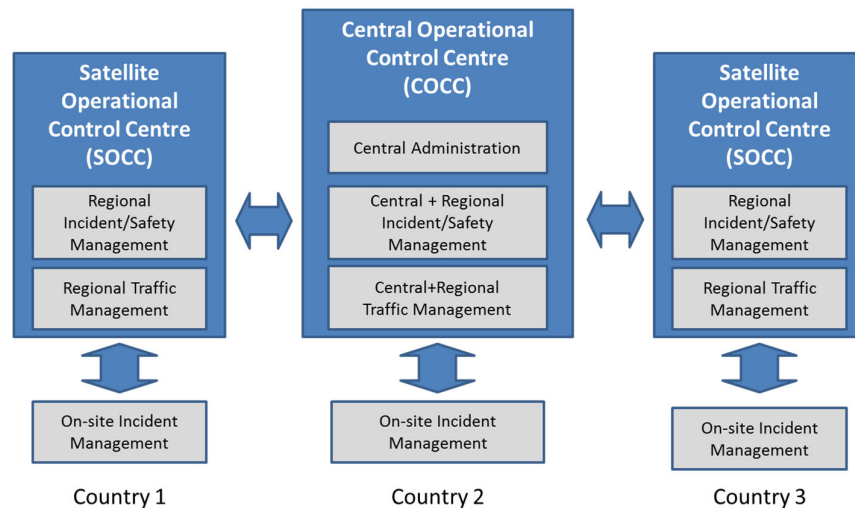 Satellite
Operational
Control Centre
(SOCC)
Regional
Incident/Safety
Management
Regional Traffic
Management
On-site Incident
Management
Country 1
Central Operational
Control Centre
(COCC)
Central Administration
Central + Regional
Incident/Safety
Management
Central+Regional
Traffic Management
On-site Incident
Management
Country 2
Satellite
Operational
Control Centre
(SOCC)
Regional
Incident/Safety
Management
Regional Traffic
Management
On-site Incident
Management
Country 3